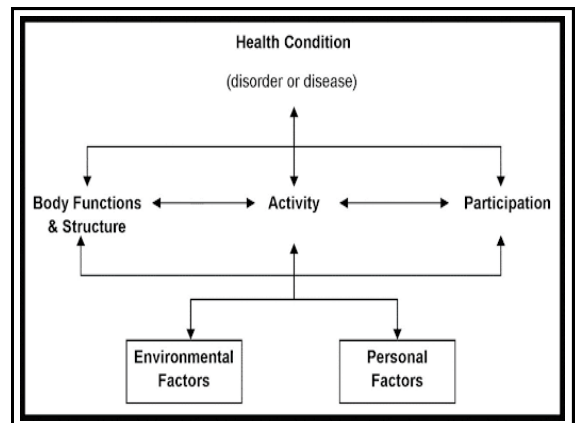 Health Condition
(disorder or disease)
Body Functions
& Structure
Activity
Participation
Environmental
Factors
Personal
Factors